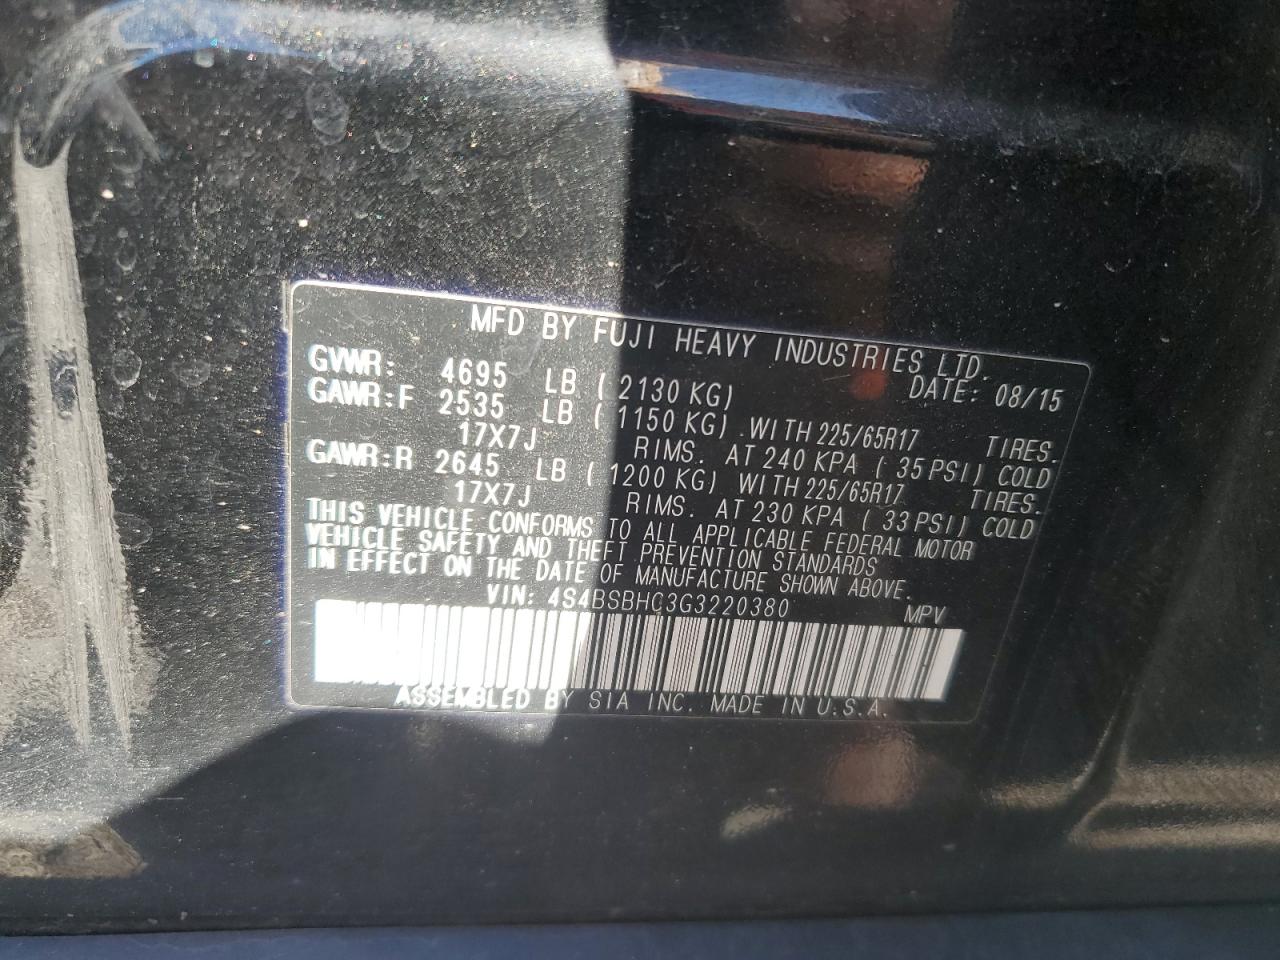 MFD BY FUJI HEAVY INDUSTRIES LTD.
DATE: 08/15
GVWR: 4695 LB ( 2130 KG)
GAWR:F 2535 LB ( 1150 KG) WITH 225/65R17 TIRES.
17X7J RIMS. AT 240 KPA ( 35 PSI) COLD
GAWR:R 2645 LB ( 1200 KG) WITH 225/65R17 TIRES.
17X7J RIMS. AT 230 KPA ( 33 PSI) COLD
THIS VEHICLE CONFORMS TO ALL APPLICABLE FEDERAL MOTOR
VEHICLE SAFETY AND THEFT PREVENTION STANDARDS
IN EFFECT ON THE DATE OF MANUFACTURE SHOWN ABOVE.
VIN: 4S4BSBHC3G3220380 MPV
ASSEMBLED BY SIA INC. MADE IN U.S.A.